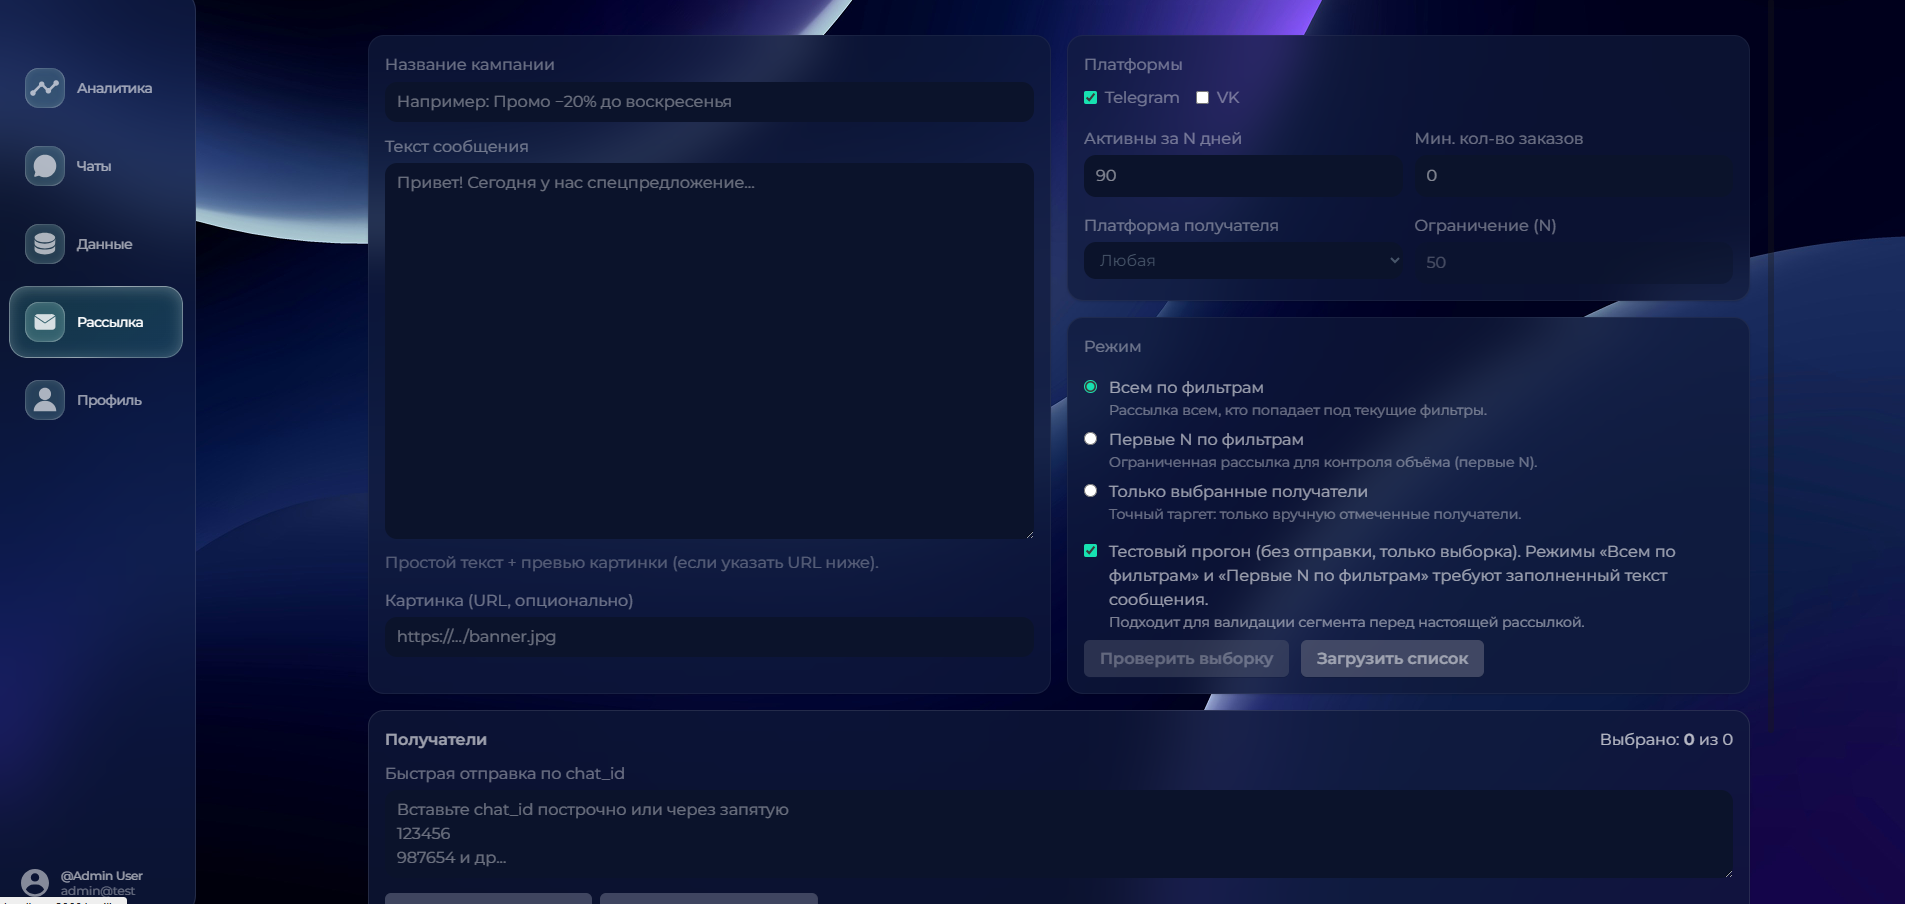 Аналитика
Чаты
Данные
Рассылка
Профиль
@Admin User
admin@test
Название кампании
Например: Промо −20% до воскресенья
Текст сообщения
Привет! Сегодня у нас спецпредложение…
Простой текст + превью картинки (если указать URL ниже).
Картинка (URL, опционально)
https://.../banner.jpg
Платформы
Telegram VK
Активны за N дней
90
Мин. кол-во заказов
0
Платформа получателя
Любая
Ограничение (N)
50
Режим
Всем по фильтрам
Рассылка всем, кто попадает под текущие фильтры.
Первые N по фильтрам
Ограниченная рассылка для контроля объёма (первые N).
Только выбранные получатели
Точный таргет: только вручную отмеченные получатели.
Тестовый прогон (без отправки, только выборка). Режимы «Всем по
фильтрам» и «Первые N по фильтрам» требуют заполненный текст
сообщения.
Подходит для валидации сегмента перед настоящей рассылкой.
Проверить выборку
Загрузить список
Получатели
Выбрано: 0 из 0
Быстрая отправка по chat_id
Вставьте chat_id построчно или через запятую
123456
987654 и др...